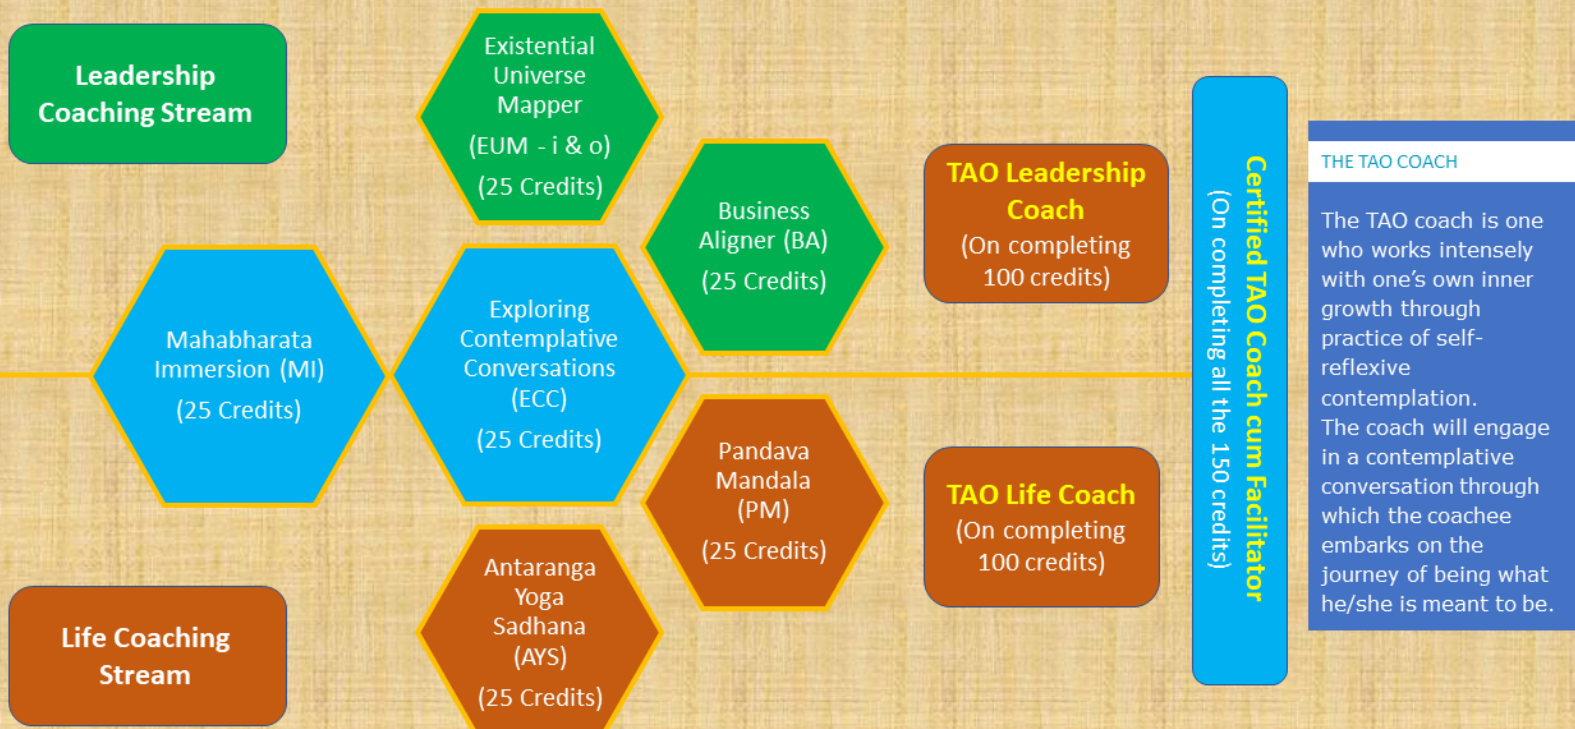 Leadership
Coaching Stream
Existential
Universe
Mapper
(EUM - i & o)
(25 Credits)
Business
Aligner (BA)
(25 Credits)
Mahabharata
Immersion (MI)
(25 Credits)
Exploring
Contemplative
Conversations
(ECC)
(25 Credits)
Pandava
Mandala
(PM)
(25 Credits)
Life Coaching
Stream
Antaranga
Yoga
Sadhana
(AYS)
(25 Credits)
TAO Leadership
Coach
(On completing
100 credits)
TAO Life Coach
(On completing
100 credits)
Certified TAO Coach cum Facilitator
(On completing all the 150 credits)
THE TAO COACH
The TAO coach is one
who works intensely
with one’s own inner
growth through
practice of self-
reflexive
contemplation.
The coach will engage
in a contemplative
conversation through
which the coachee
embarks on the
journey of being what
he/she is meant to be.